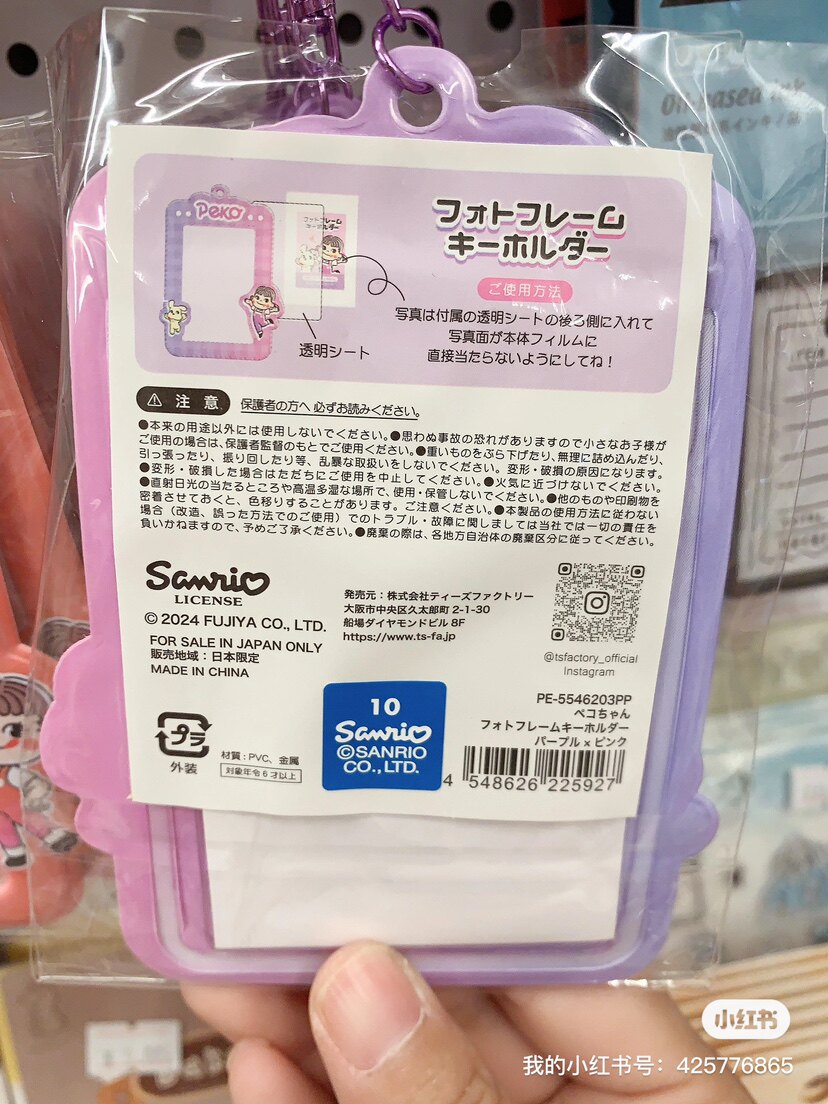 Oil-based ink
Peko
フォトフレーム
キーホルダー
フォトフレーム
キーホルダー
ご使用方法
写真は付属の透明シートの後ろ側に入れて
写真面が本体フィルムに
直接当たらないようにしてね!
透明シート
注意 保護者の方へ 必ずお読みください。
●本来の用途以外には使用しないでください。●思わぬ事故の恐れがありますので小さなお子様が
ご使用の場合は、保護者監督のもとでご使用ください。●重いものをぶら下げたり、無理に詰め込んだり、
引っ張ったり、振り回したり等、乱暴な取扱いをしないでください。変形・破損の原因になります。
●変形・破損した場合はただちにご使用を中止してください。●火気に近づけないでください。
●直射日光の当たるところや高温多湿な場所で、使用・保管しないでください。●他のものや印刷物を
密着させておくと、色移りすることがあります。ご注意ください。●本製品の使用方法に従わない
場合(改造、誤った方法でのご使用)でのトラブル・故障に関しましては当社では一切の責任を
負いかねますので、予めご了承ください。●廃棄の際は、各地方自治体の廃棄区分に従ってください。
Sanrio
LICENSE
© 2024 FUJIYA CO., LTD.
FOR SALE IN JAPAN ONLY
販売地域:日本限定
MADE IN CHINA
発売元:株式会社ティーズファクトリー
大阪市中央区久太郎町 2-1-30
船場ダイヤモンドビル 8F
https://www.ts-fa.jp
@tsfactory_official
Instagram
PE-5546203PP
ペコちゃん
フォトフレームキーホルダー
パープル×ピンク
プラ
外装
材質:PVC、金属
対象年令6才以上
10
Sanrio
©SANRIO
CO.,LTD.
4 548626 225927
小红书
我的小红书号:425776865